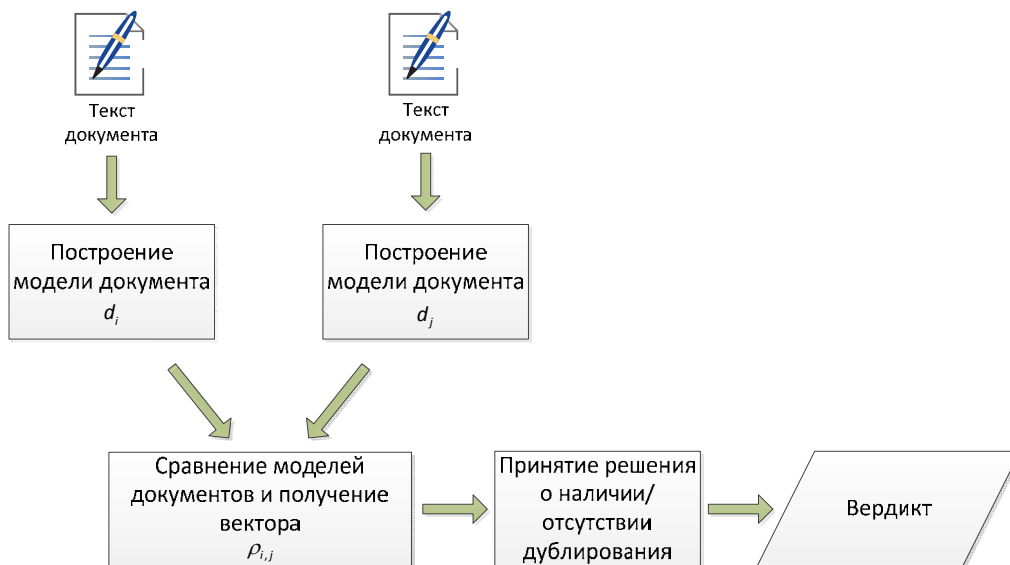 Текст
документа
Текст
документа
Построение
модели документа
d_i
Построение
модели документа
d_j
Сравнение моделей
документов и получение
вектора
ρ_{i,j}
Принятие решения
о наличии/
отсутствии
дублирования
Вердикт